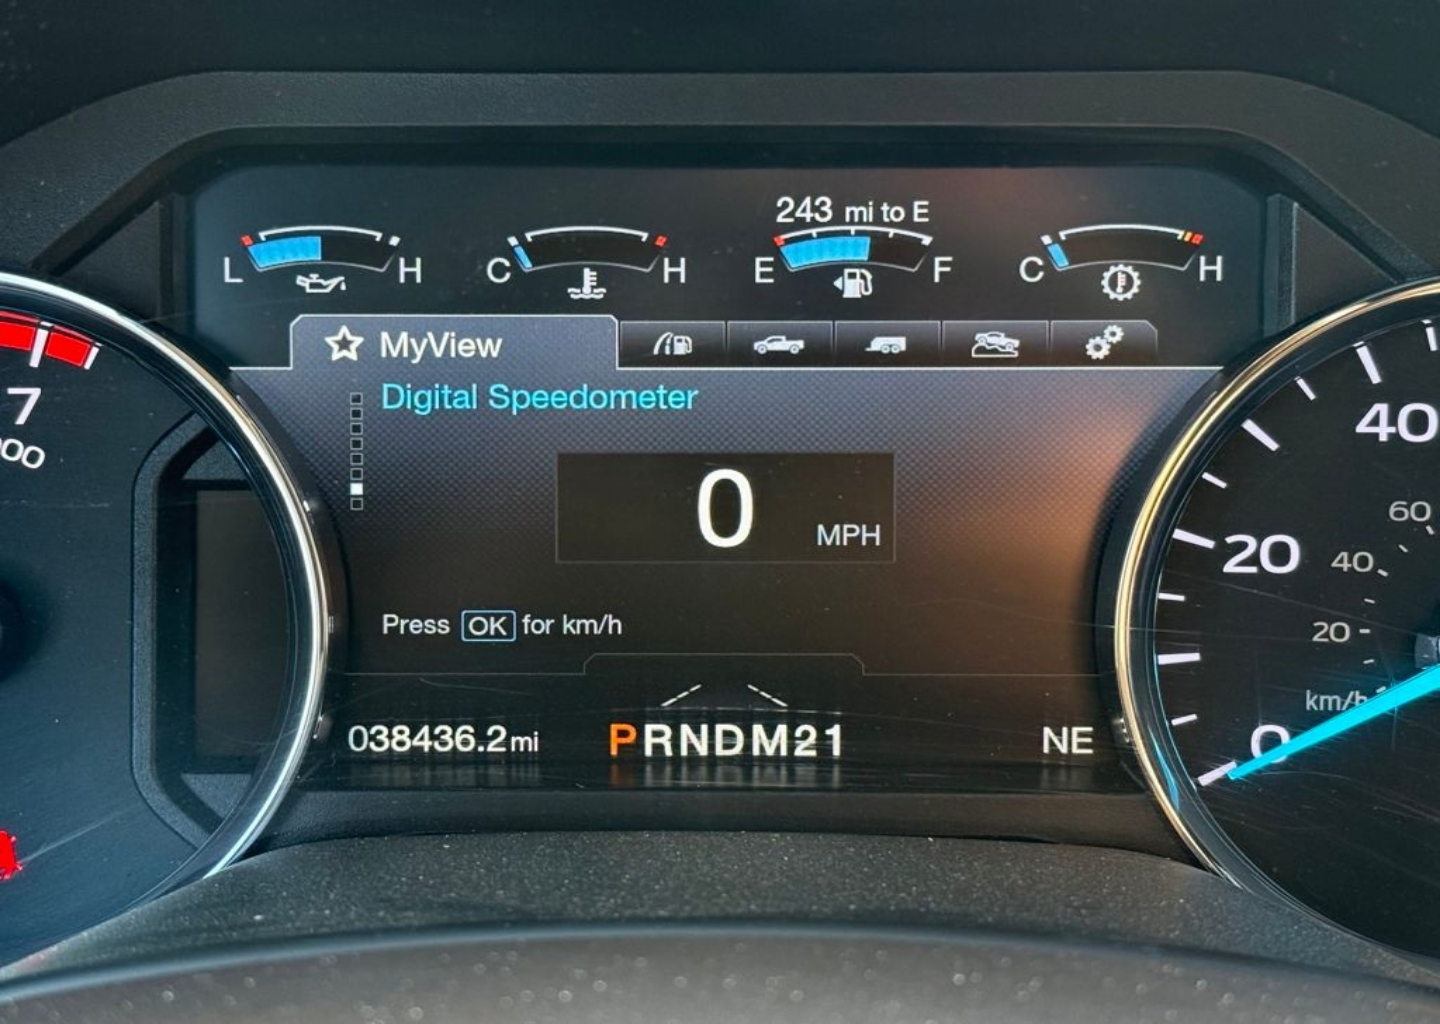 243 mi to E
L H C H E F C H
MyView
Digital Speedometer
0 MPH
Press OK for km/h
038436.2mi PRNDM21 NE
7
40
20
0
60
40
20
km/h